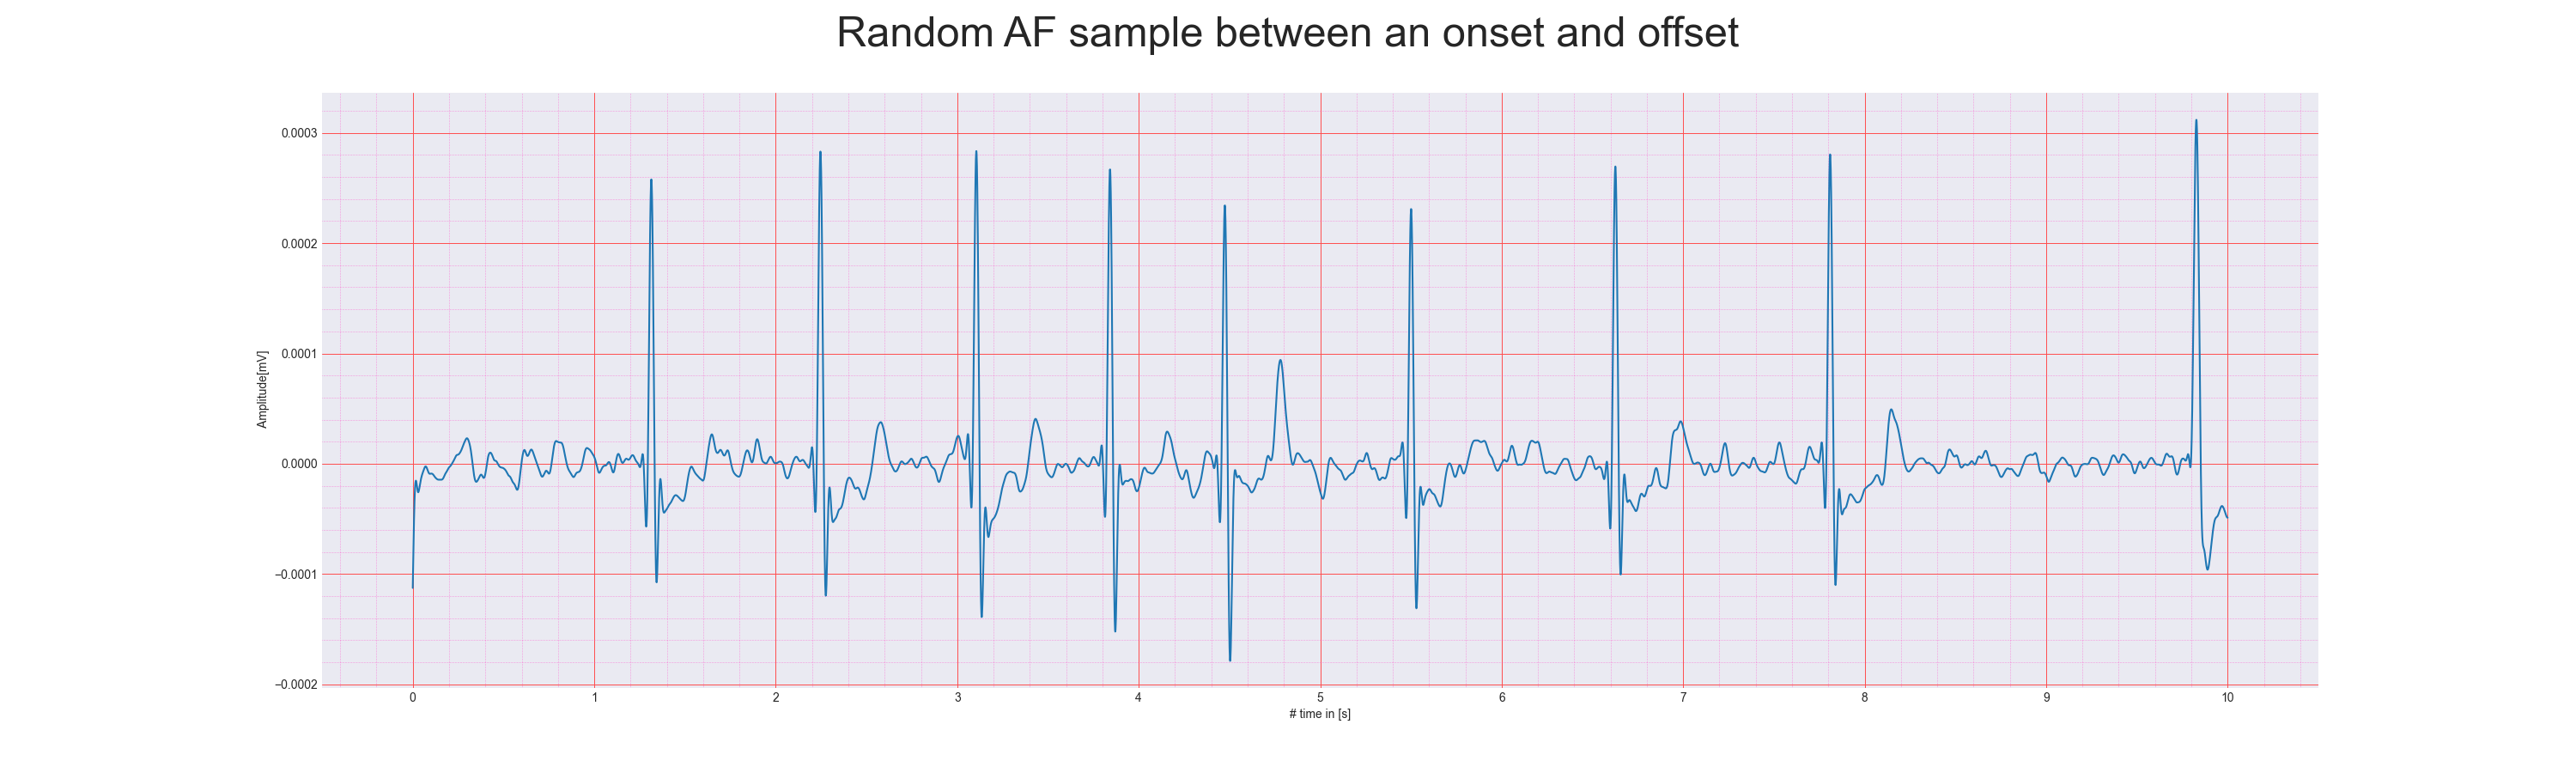 Random AF sample between an onset and offset
0.0003
0.0002
0.0001
0.0000
−0.0001
−0.0002
Amplitude[mV]
0 1 2 3 4 5 6 7 8 9 10
# time in [s]